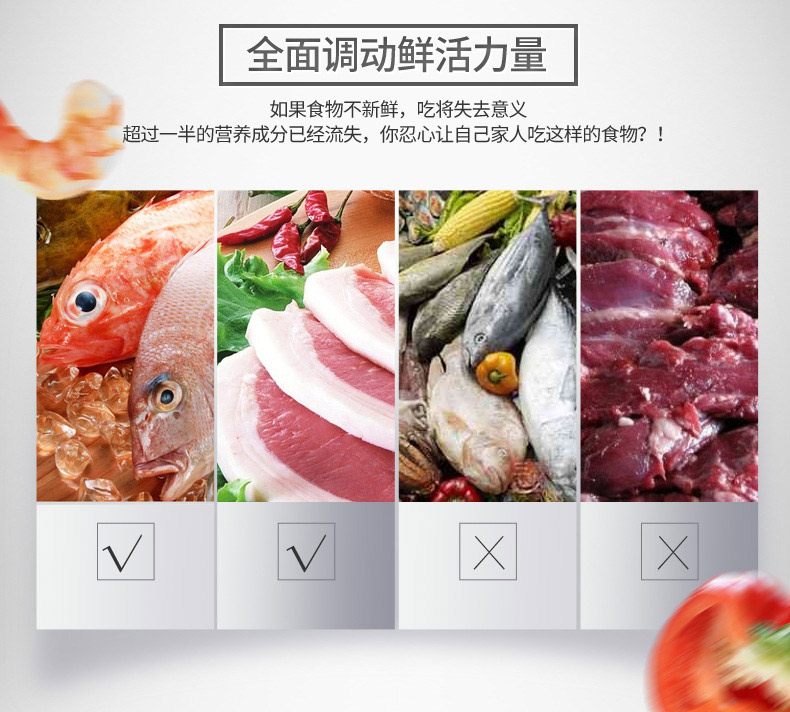 全面调动鲜活力量
如果食物不新鲜，吃将失去意义
超过一半的营养成分已经流失，你忍心让自己家人吃这样的食物？！